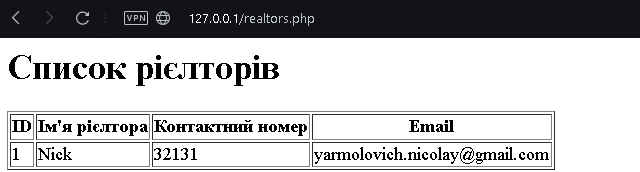 VPN 127.0.0.1/realtors.php
Список рієлторів
ID Ім'я рієлтора Контактний номер Email
1 Nick 32131 yarmolovich.nicolay@gmail.com